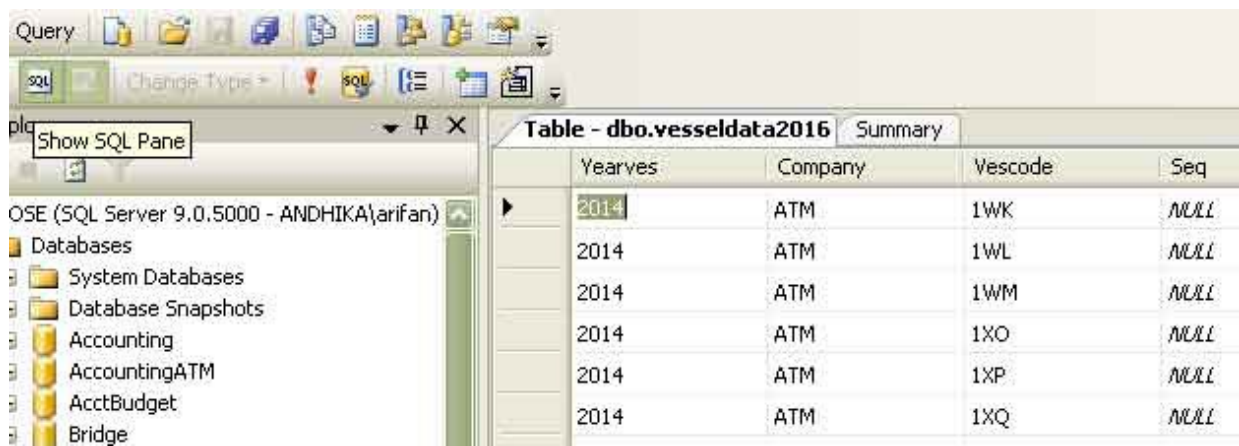 Query
SQL Change Type SQL
Show SQL Pane
Table - dbo.vesseldata2016 Summary
Yearves Company Vescode Seq
2014 ATM 1WK NULL
2014 ATM 1WL NULL
2014 ATM 1WM NULL
2014 ATM 1XO NULL
2014 ATM 1XP NULL
2014 ATM 1XQ NULL
OSE (SQL Server 9.0.5000 - ANDHIKA\arifan)
Databases
System Databases
Database Snapshots
Accounting
AccountingATM
AcctBudget
Bridge